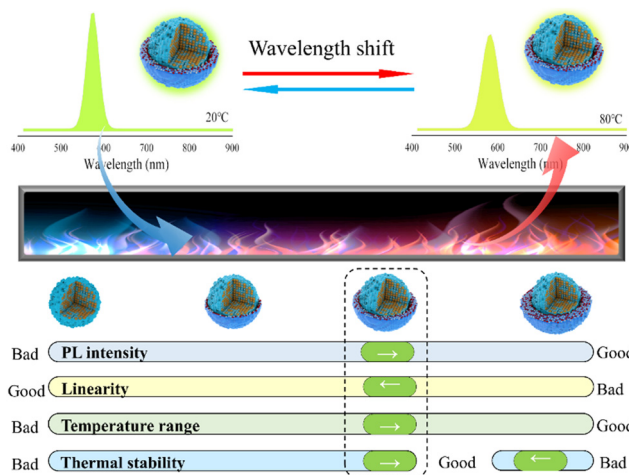 Wavelength shift
20℃
80℃
400 500 600 700 800 900
Wavelength (nm)
400 500 600 700 800 900
Wavelength (nm)
Bad PL intensity → Good
Good Linearity ← Bad
Bad Temperature range → Good
Bad Thermal stability → Good ← Bad